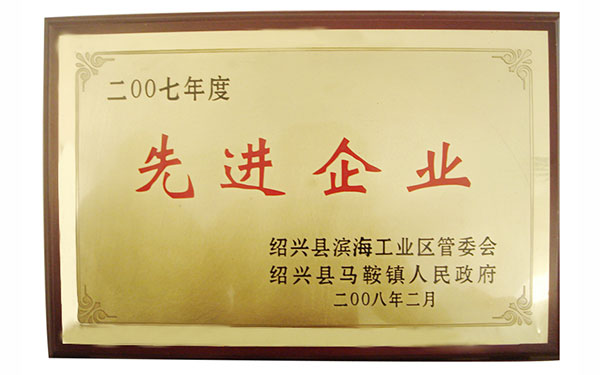 二00七年度
先进企业
绍兴县滨海工业区管委会
绍兴县马鞍镇人民政府
二00八年二月